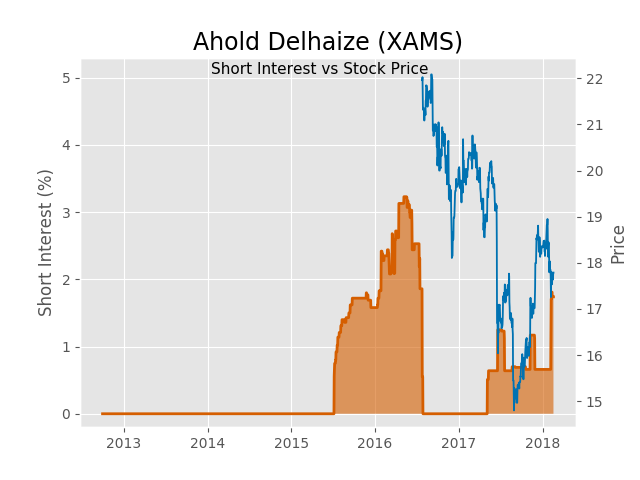 Ahold Delhaize (XAMS)
Short Interest vs Stock Price
Short Interest (%)
5
4
3
2
1
0
22
21
20
19
18
17
16
15
Price
2013 2014 2015 2016 2017 2018